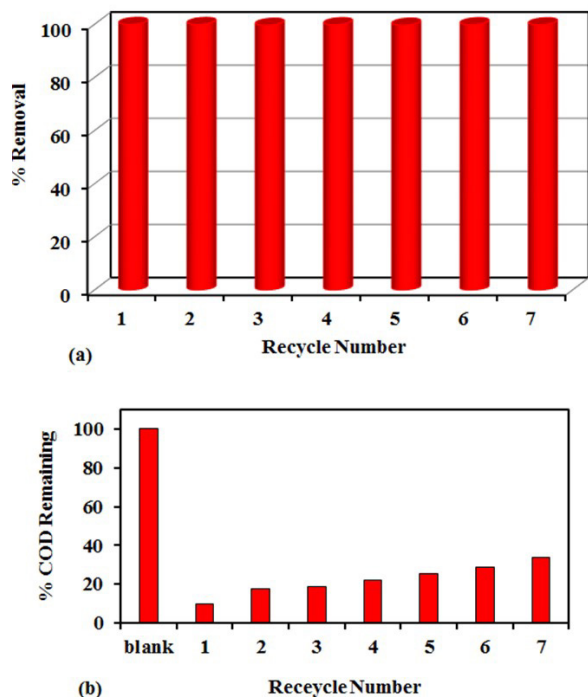 100
80
60
40
20
0
% Removal
1 2 3 4 5 6 7
Recycle Number
(a)
100
80
60
40
20
0
% COD Remaining
blank 1 2 3 4 5 6 7
Receycle Number
(b)